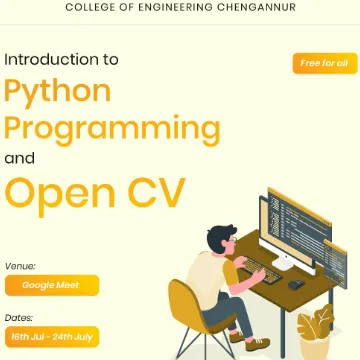 COLLEGE OF ENGINEERING CHENGANNUR
Introduction to
Free for all
Python
Programming
and
Open CV
Venue:
Google Meet
Dates:
16th Jul - 24th July